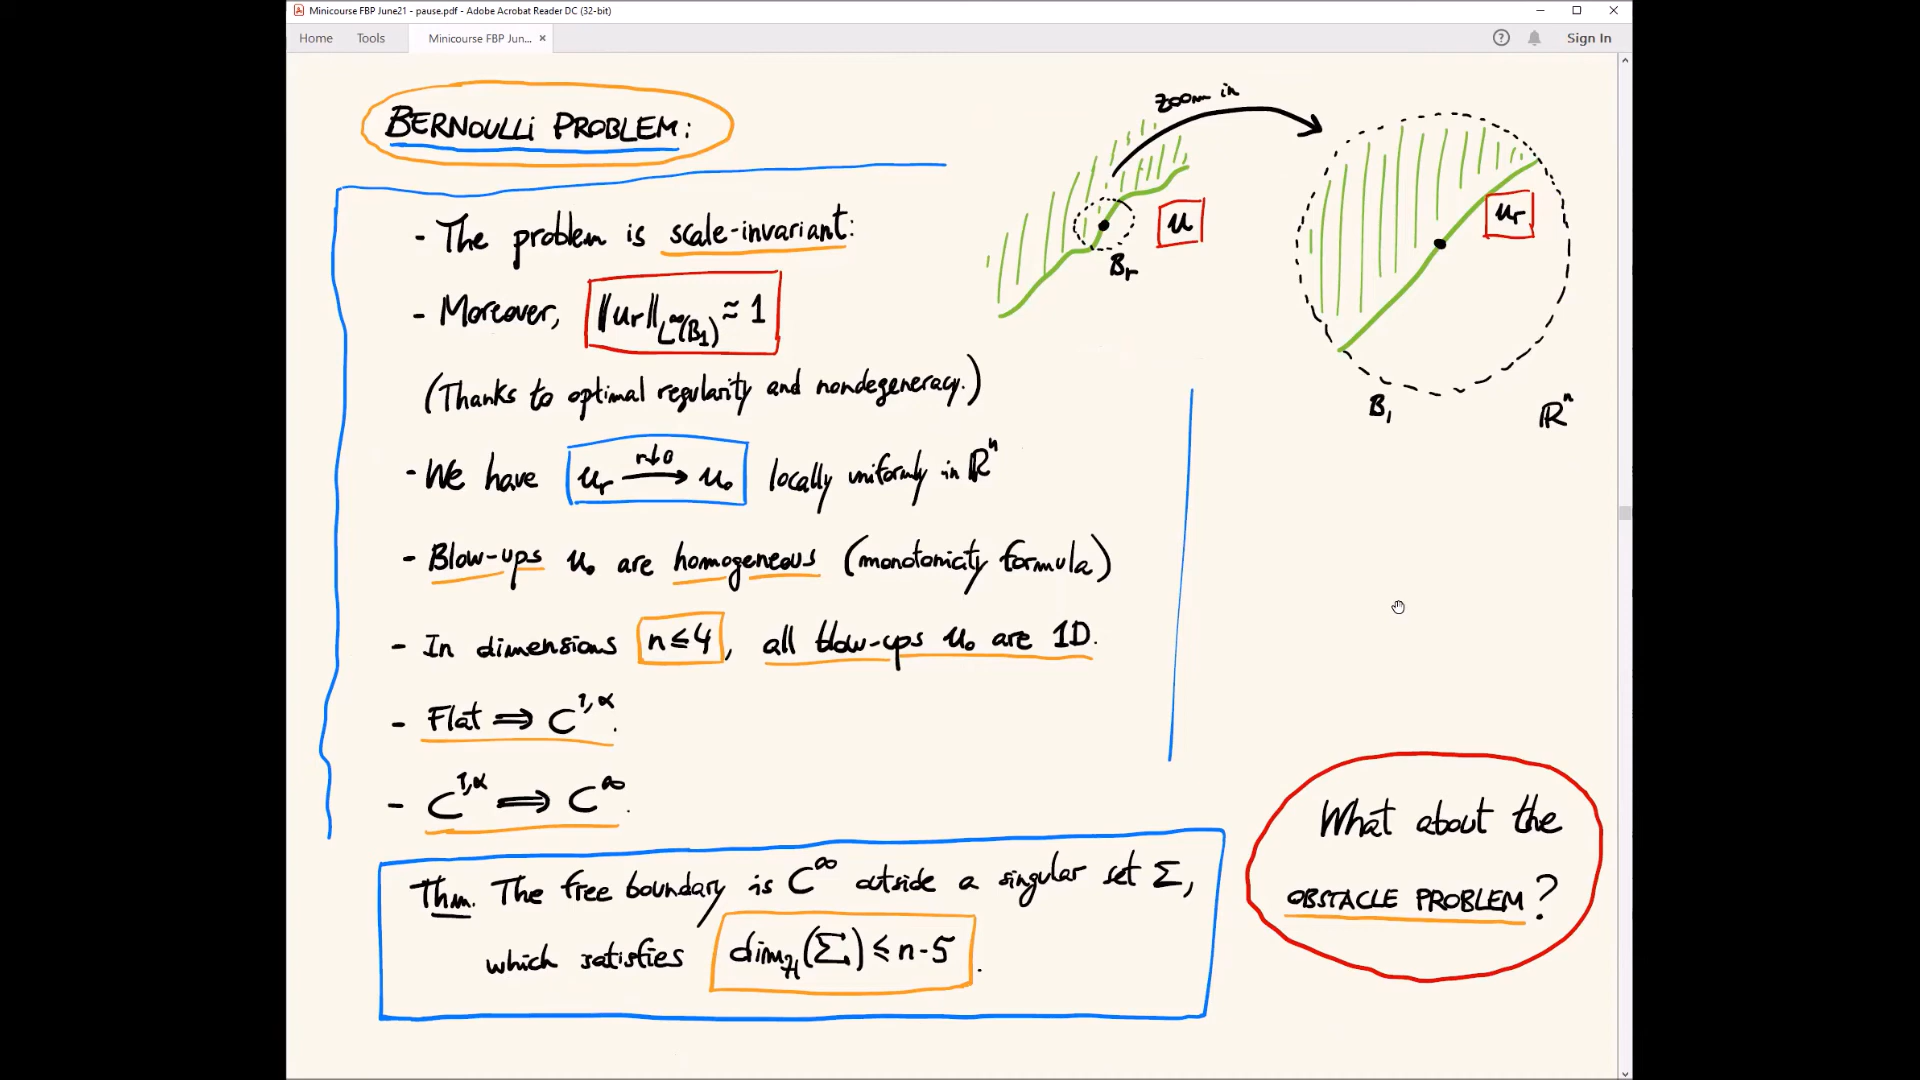 Minicourse FBP June21 - pause.pdf - Adobe Acrobat Reader DC (32-bit)
Home Tools Minicourse FBP Jun... × Sign In
BERNOULLI PROBLEM:
- The problem is scale-invariant:
- Moreover, ‖u_r‖_{L^∞(B_1)} ≈ 1
(Thanks to optimal regularity and nondegeneracy.)
- We have u_r →^{r↓0} u_0 locally uniformly in ℝ^n
- Blow-ups u_0 are homogeneous (monotonicity formula)
- In dimensions n ≤ 4, all blow-ups u_0 are 1D.
- Flat ⟹ C^{1,α}.
- C^{1,α} ⟹ C^∞.
Thm. The free boundary is C^∞ outside a singular set Σ,
which satisfies dim_ℋ(Σ) ≤ n-5.
zoom in
u
B_r
u_r
B_1
ℝ^n
What about the
OBSTACLE PROBLEM?